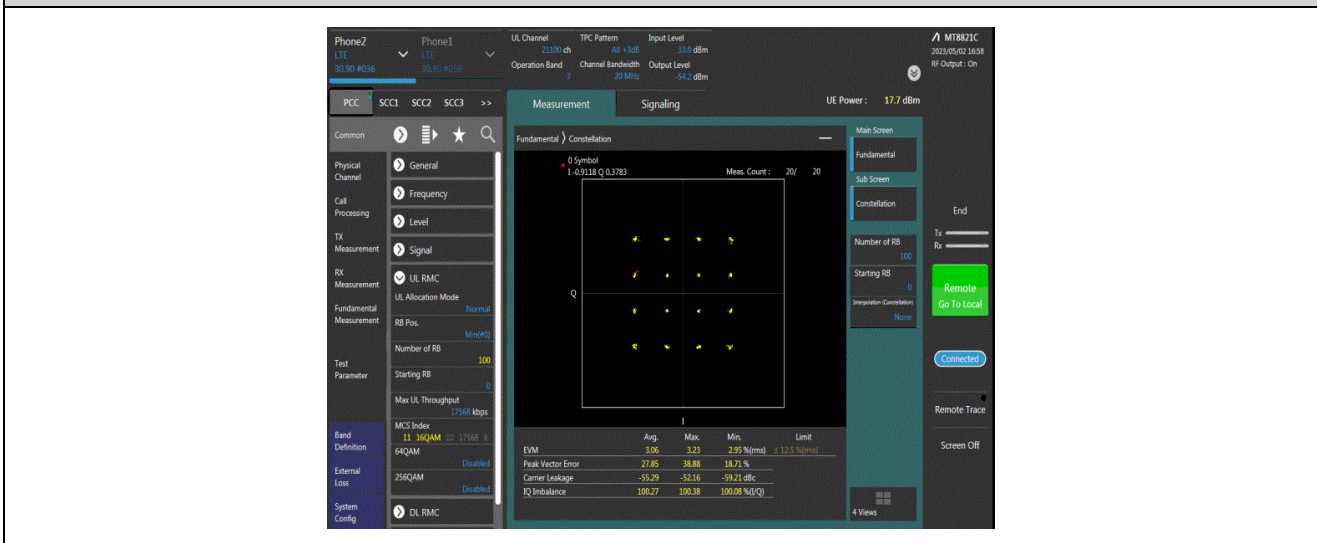 Phone2
LTE
30.90 #036
Phone1
LTE
30.90 #036
UL Channel
21100 ch
TPC Pattern
All +3dB
Input Level
33.0 dBm
Operation Band
7
Channel Bandwidth
20 MHz
Output Level
-54.2 dBm
MT8821C
2023/05/02 16:58
RF Output : On
PCC SCC1 SCC2 SCC3 >>
Measurement Signaling
UE Power : 17.7 dBm
Common
Physical
Channel
Call
Processing
TX
Measurement
RX
Measurement
Fundamental
Measurement
Test
Parameter
Band
Definition
External
Loss
System
Config
General
Frequency
Level
Signal
UL RMC
UL Allocation Mode
Normal
RB Pos.
Min(#0)
Number of RB
100
Starting RB
0
Max UL Throughput
17568 kbps
MCS Index
11 16QAM 10 17568 8
64QAM
Disabled
256QAM
Disabled
DL RMC
Fundamental 〉 Constellation
0 Symbol
I -0.9118 Q 0.3783
Meas. Count : 20/ 20
Q
I
Avg. Max. Min. Limit
EVM 3.06 3.23 2.95 %(rms) ≤ 12.5 %(rms)
Peak Vector Error 27.85 38.88 18.71 %
Carrier Leakage -55.29 -52.16 -59.21 dBc
IQ Imbalance 100.27 100.38 100.08 %(I/Q)
Main Screen
Fundamental
Sub Screen
Constellation
Number of RB
100
Starting RB
0
Interpolation (Constellation)
None
4 Views
End
Tx
Rx
Remote
Go To Local
Connected
Remote Trace
Screen Off